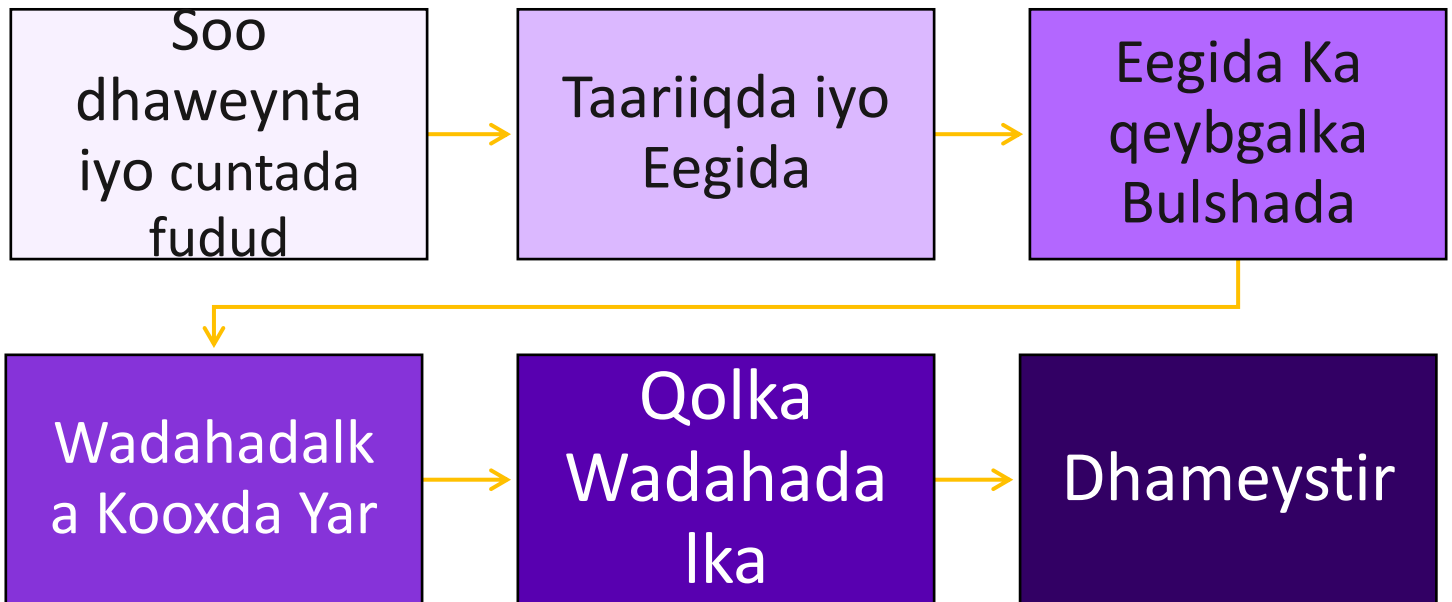 Soo
dhaweynta
iyo cuntada
fudud
Taariiqda iyo
Eegida
Eegida Ka
qeybgalka
Bulshada
Wadahadalk
a Kooxda Yar
Qolka
Wadahada
lka
Dhameystir